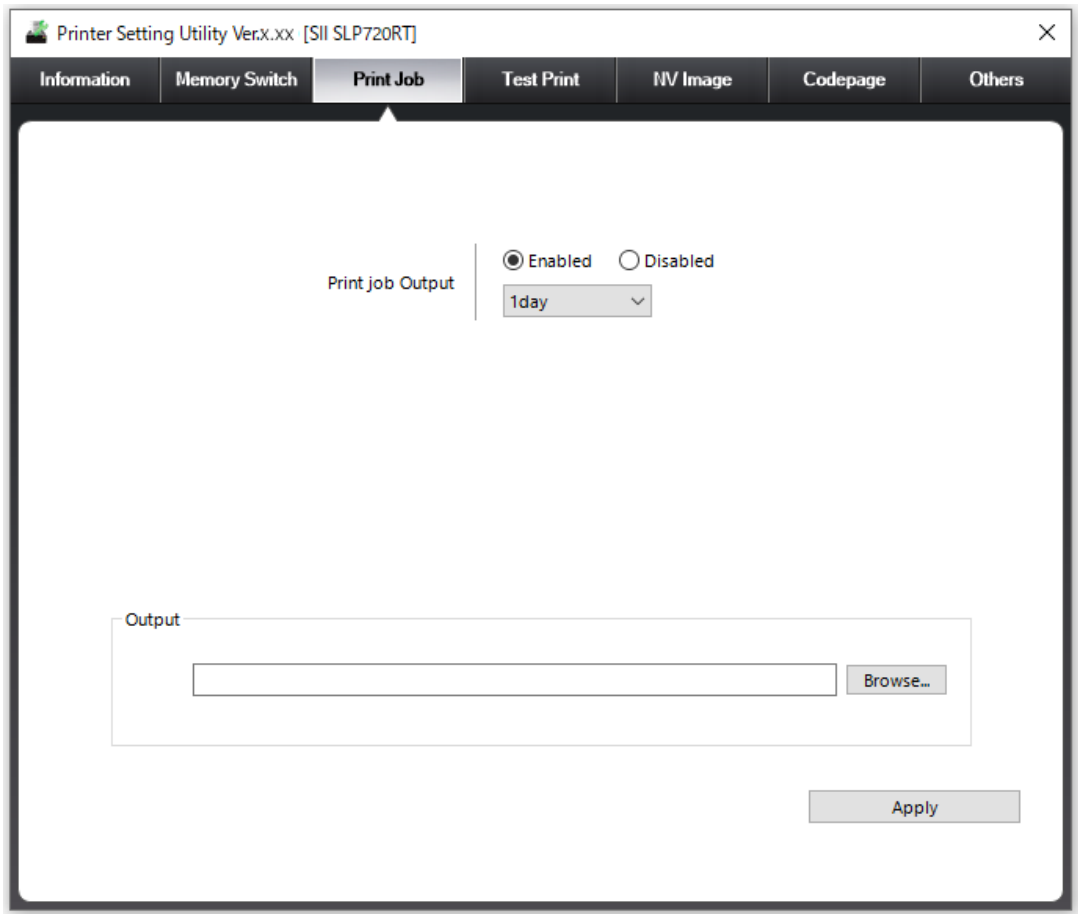 Printer Setting Utility Ver.x.xx [SII SLP720RT]
Information Memory Switch Print Job Test Print NV Image Codepage Others
Enabled Disabled
Print job Output
1day
Output
Browse...
Apply